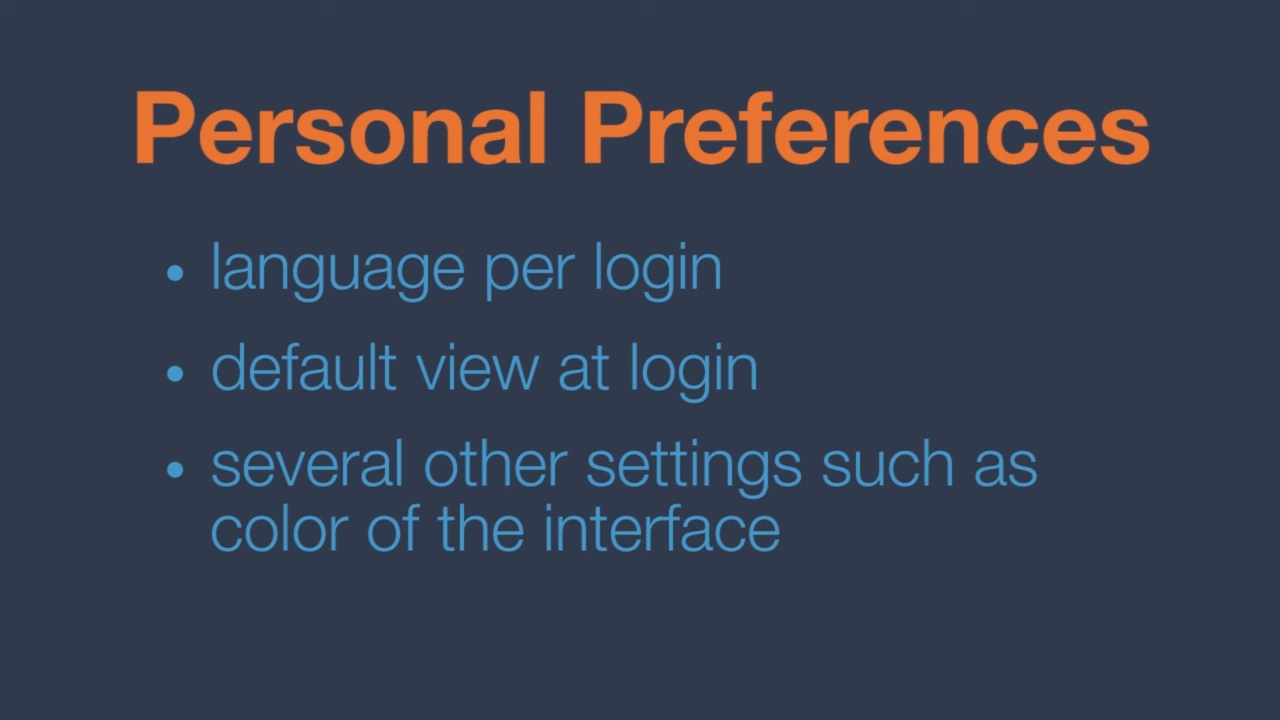 Personal Preferences
• language per login
• default view at login
• several other settings such as
color of the interface